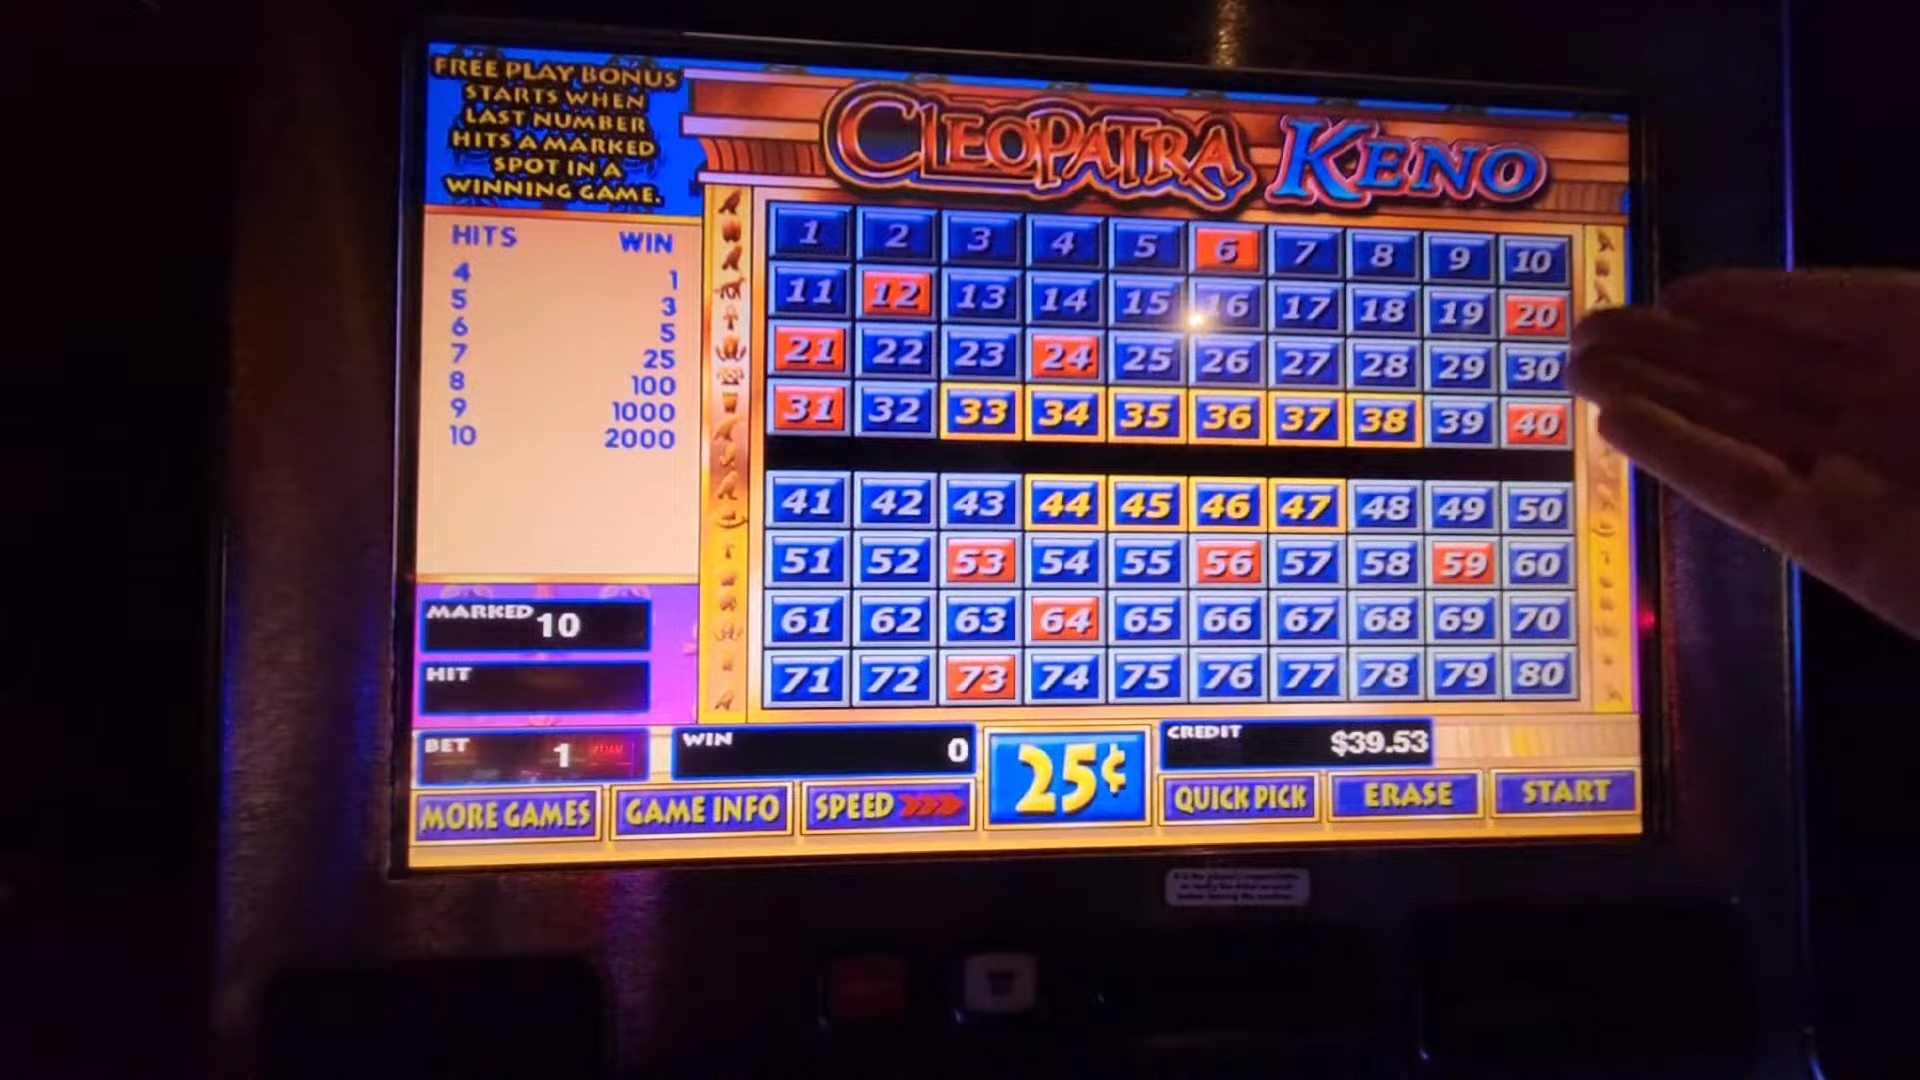 FREE PLAY BONUS
STARTS WHEN
LAST NUMBER
HITS A MARKED
SPOT IN A
WINNING GAME.
CLEOPATRA KENO
HITS WIN
4 1
5 3
6 5
7 25
8 100
9 1000
10 2000
1 2 3 4 5 6 7 8 9 10
11 12 13 14 15 16 17 18 19 20
21 22 23 24 25 26 27 28 29 30
31 32 33 34 35 36 37 38 39 40
41 42 43 44 45 46 47 48 49 50
51 52 53 54 55 56 57 58 59 60
61 62 63 64 65 66 67 68 69 70
71 72 73 74 75 76 77 78 79 80
MARKED 10
HIT
BET 1
WIN 0
25¢
CREDIT $39.53
MORE GAMES
GAME INFO
SPEED
QUICK PICK
ERASE
START